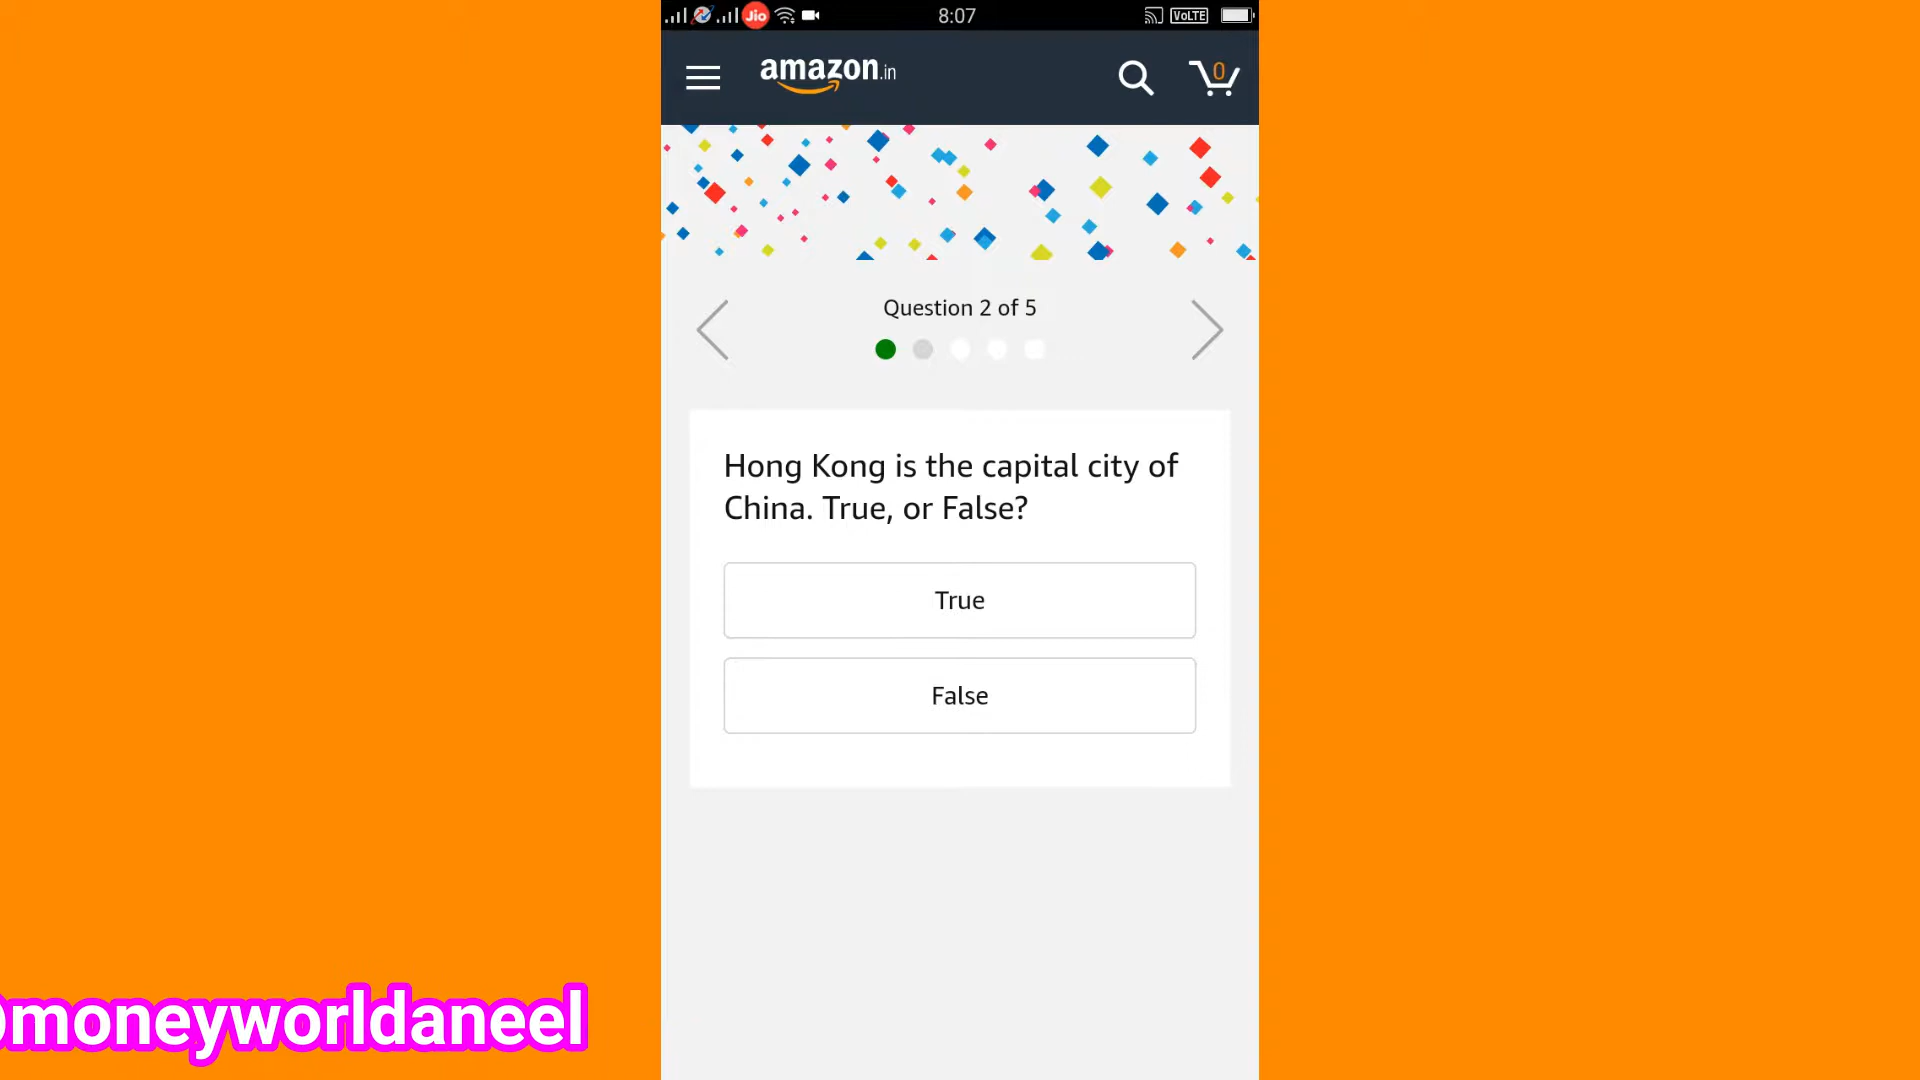 Jio 8:07 VoLTE
amazon.in 0
Question 2 of 5
Hong Kong is the capital city of
China. True, or False?
True
False
moneyworldaneel